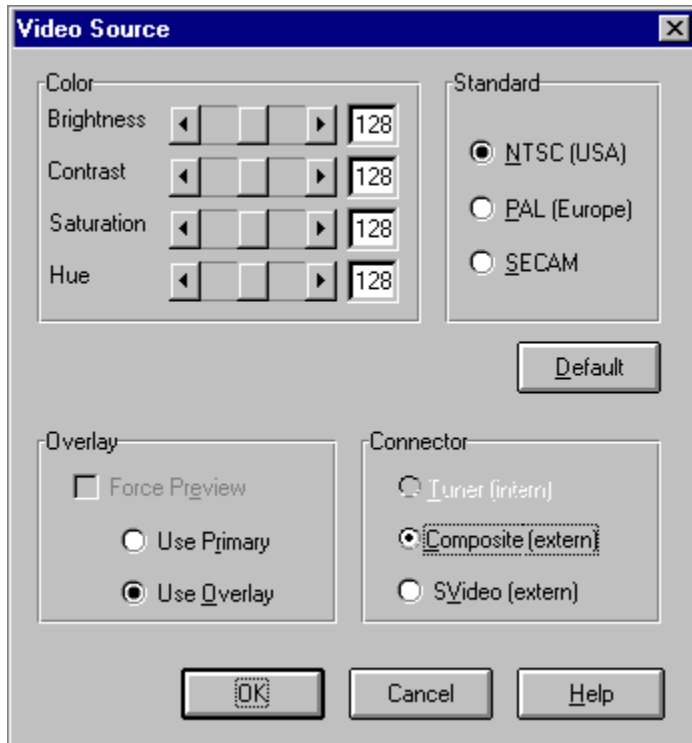 Video Source
Color
Brightness 128
Contrast 128
Saturation 128
Hue 128
Standard
NTSC (USA)
PAL (Europe)
SECAM
Default
Overlay
Force Preview
Use Primary
Use Overlay
Connector
Tuner (intern)
Composite (extern)
SVideo (extern)
OK Cancel Help